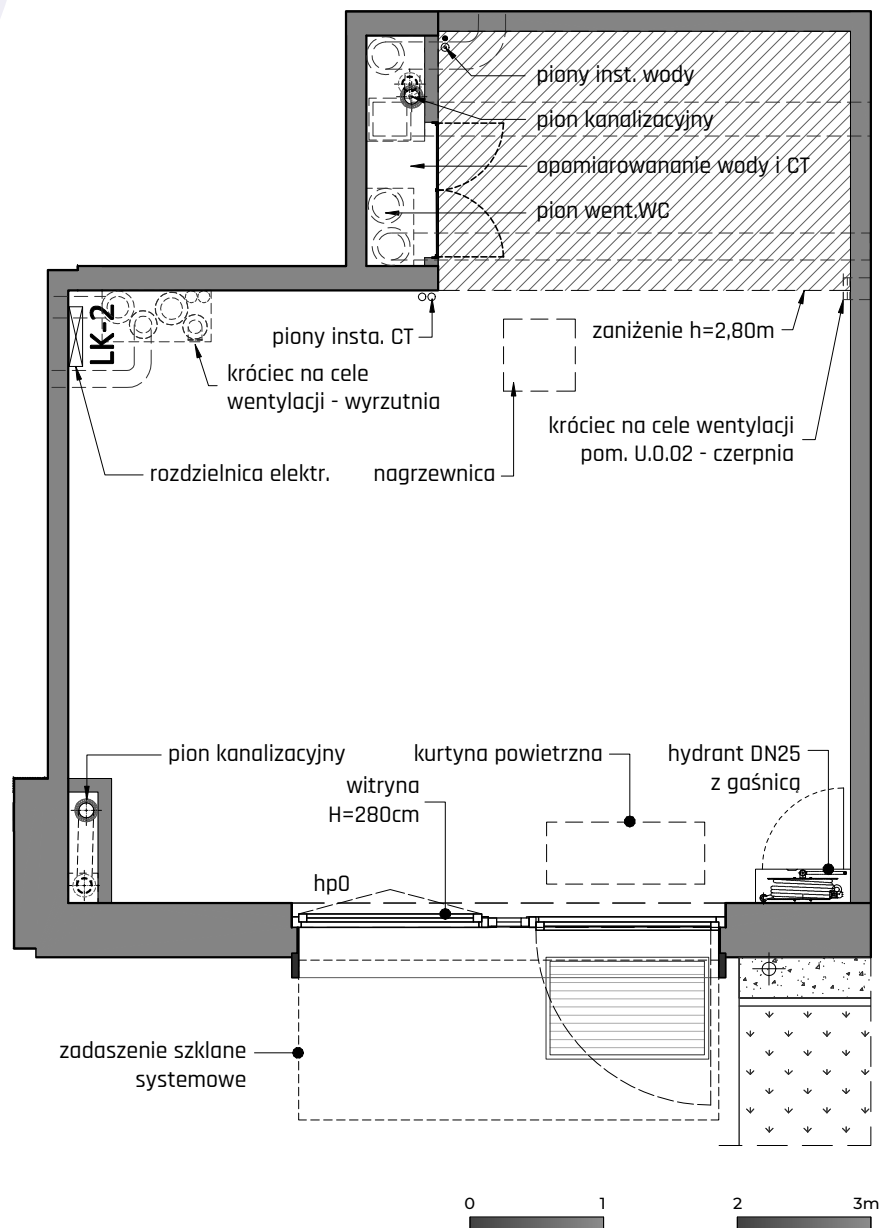 piony inst. wody
pion kanalizacyjny
opomiarowananie wody i CT
pion went.WC
LK-2
piony insta. CT
zaniżenie h=2,80m
króciec na cele
wentylacji - wyrzutnia
króciec na cele wentylacji
pom. U.0.02 - czerpnia
rozdzielnica elektr.
nagrzewnica
pion kanalizacyjny
kurtyna powietrzna
hydrant DN25
z gaśnicą
witryna
H=280cm
hp0
zadaszenie szklane
systemowe
0 1 2 3m